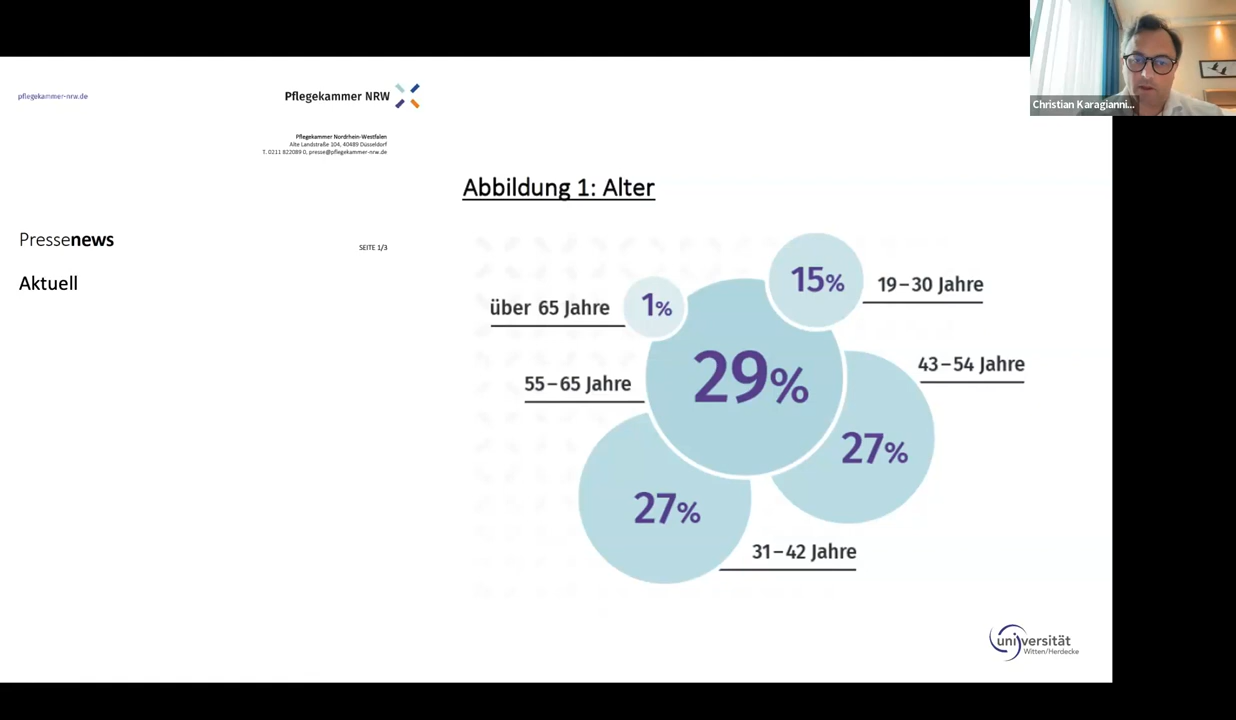 Christian Karagianni...
pflegekammer-nrw.de
Pflegekammer NRW
Pflegekammer Nordrhein-Westfalen
Alte Landstraße 104, 40489 Düsseldorf
T. 0211 822089 0, presse@pflegekammer-nrw.de
Abbildung 1: Alter
Pressenews
SEITE 1/3
Aktuell
15%
19–30 Jahre
über 65 Jahre
1%
29%
43–54 Jahre
55–65 Jahre
27%
27%
31–42 Jahre
universität
Witten/Herdecke